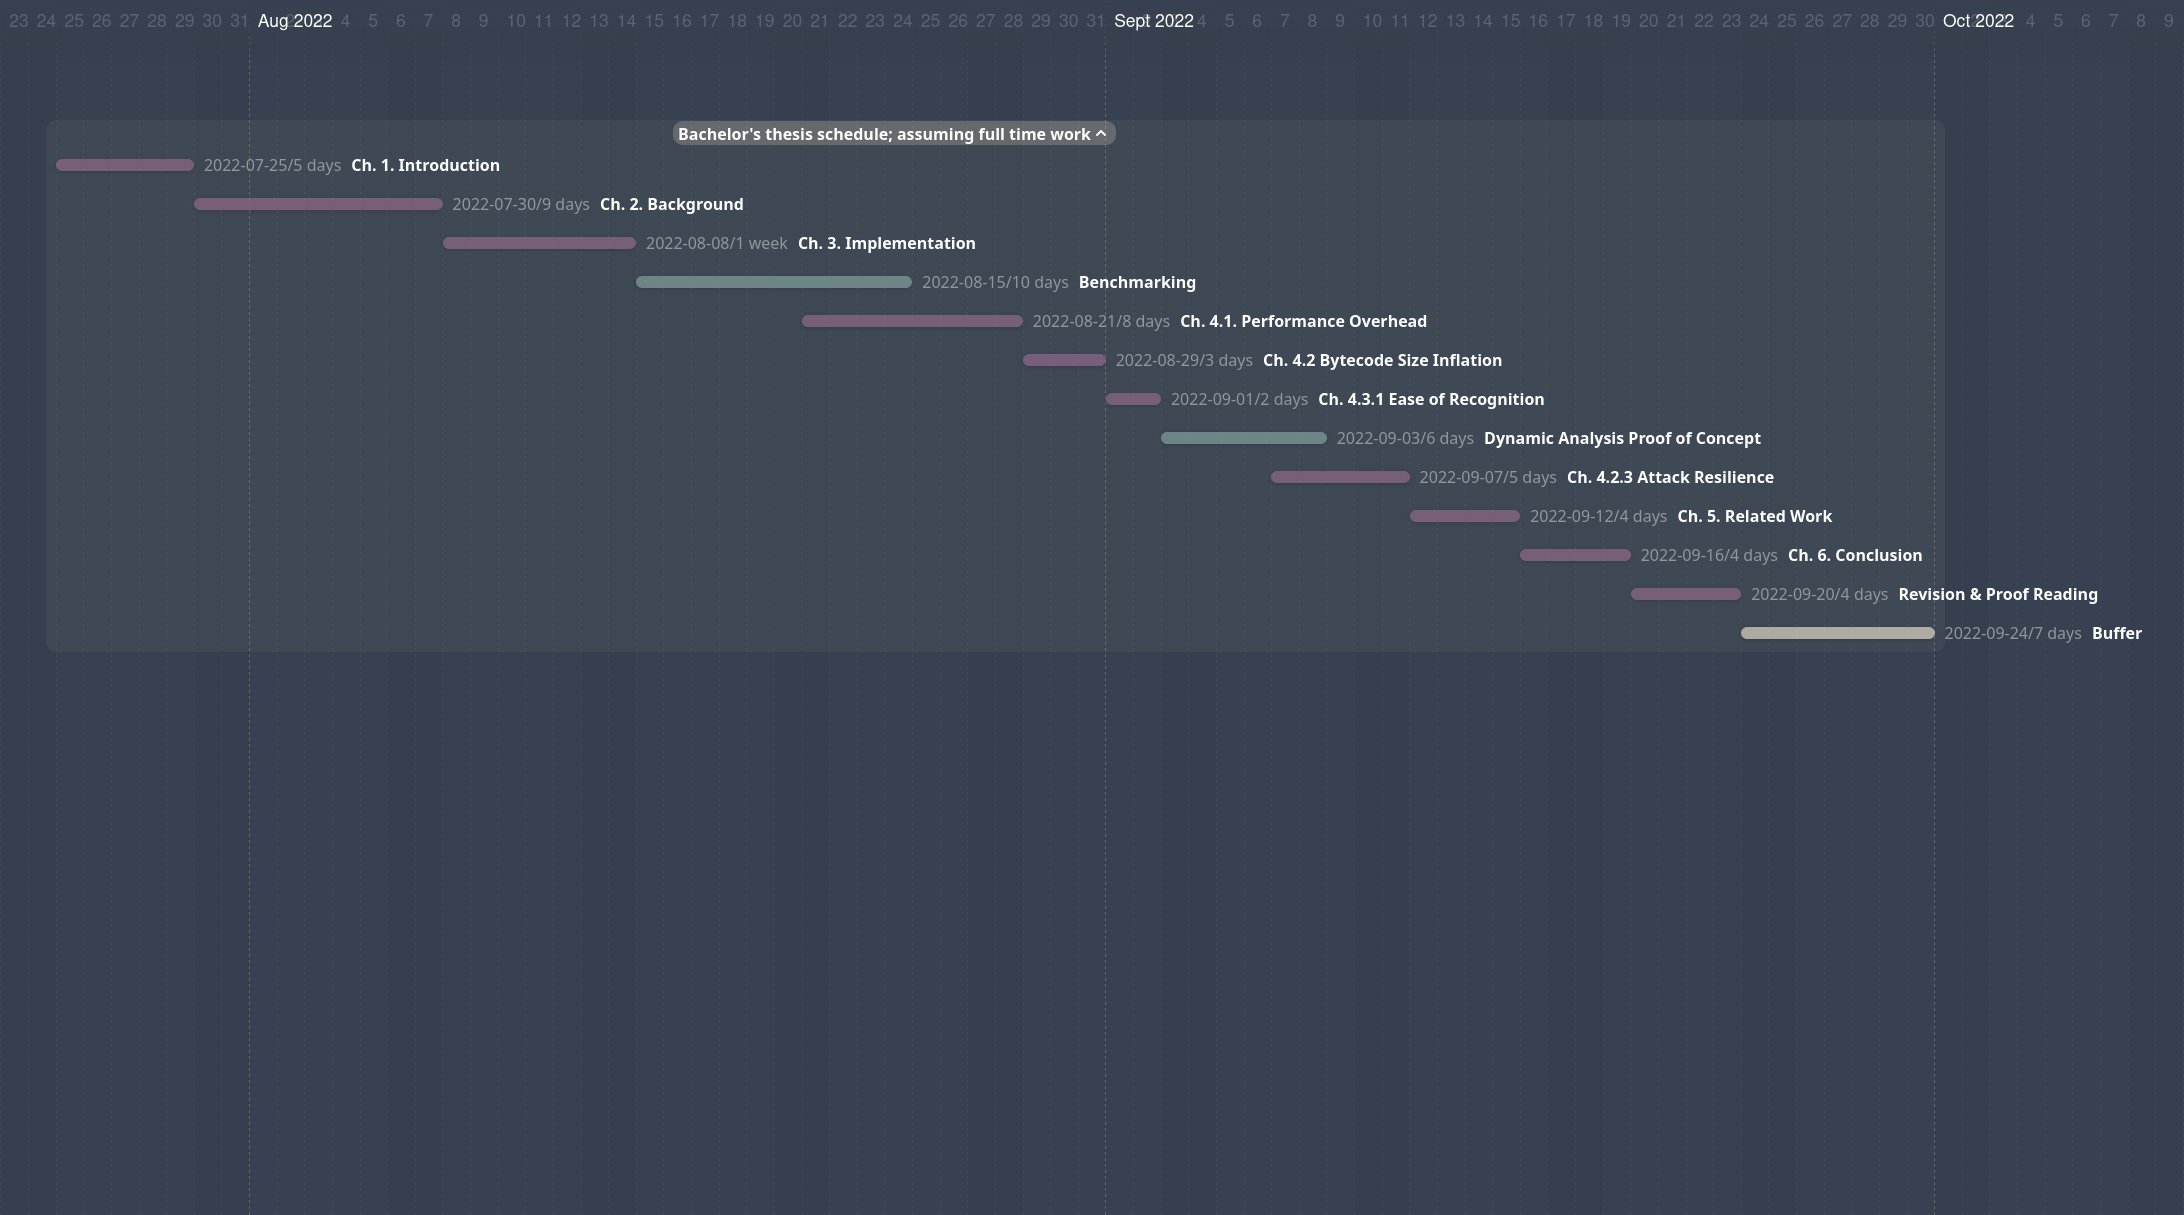 23 24 25 26 27 28 29 30 31 Aug 2022 4 5 6 7 8 9 10 11 12 13 14 15 16 17 18 19 20 21 22 23 24 25 26 27 28 29 30 31 Sept 2022 4 5 6 7 8 9 10 11 12 13 14 15 16 17 18 19 20 21 22 23 24 25 26 27 28 29 30 Oct 2022 4 5 6 7 8 9
Bachelor's thesis schedule; assuming full time work
2022-07-25/5 days Ch. 1. Introduction
2022-07-30/9 days Ch. 2. Background
2022-08-08/1 week Ch. 3. Implementation
2022-08-15/10 days Benchmarking
2022-08-21/8 days Ch. 4.1. Performance Overhead
2022-08-29/3 days Ch. 4.2 Bytecode Size Inflation
2022-09-01/2 days Ch. 4.3.1 Ease of Recognition
2022-09-03/6 days Dynamic Analysis Proof of Concept
2022-09-07/5 days Ch. 4.2.3 Attack Resilience
2022-09-12/4 days Ch. 5. Related Work
2022-09-16/4 days Ch. 6. Conclusion
2022-09-20/4 days Revision & Proof Reading
2022-09-24/7 days Buffer